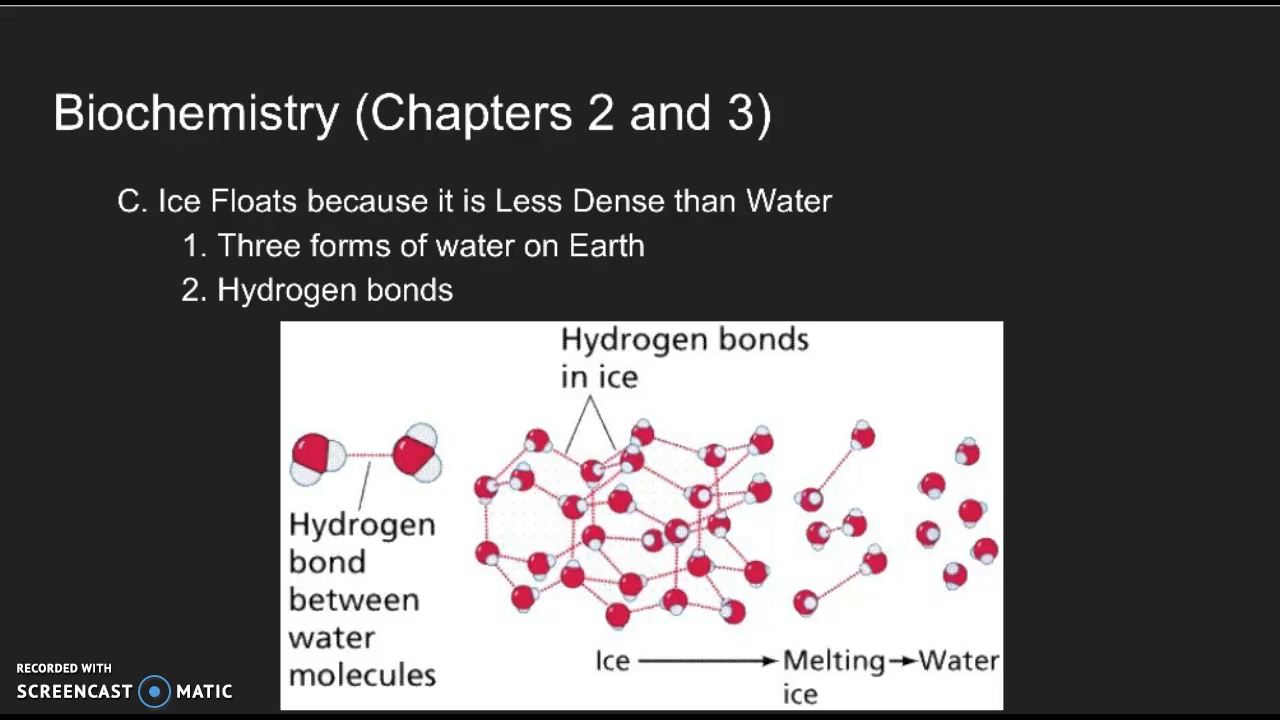 Biochemistry (Chapters 2 and 3)
C. Ice Floats because it is Less Dense than Water
1. Three forms of water on Earth
2. Hydrogen bonds
Hydrogen bonds
in ice
Hydrogen
bond
between
water
molecules
Ice
Melting
ice
Water
RECORDED WITH
SCREENCAST MATIC